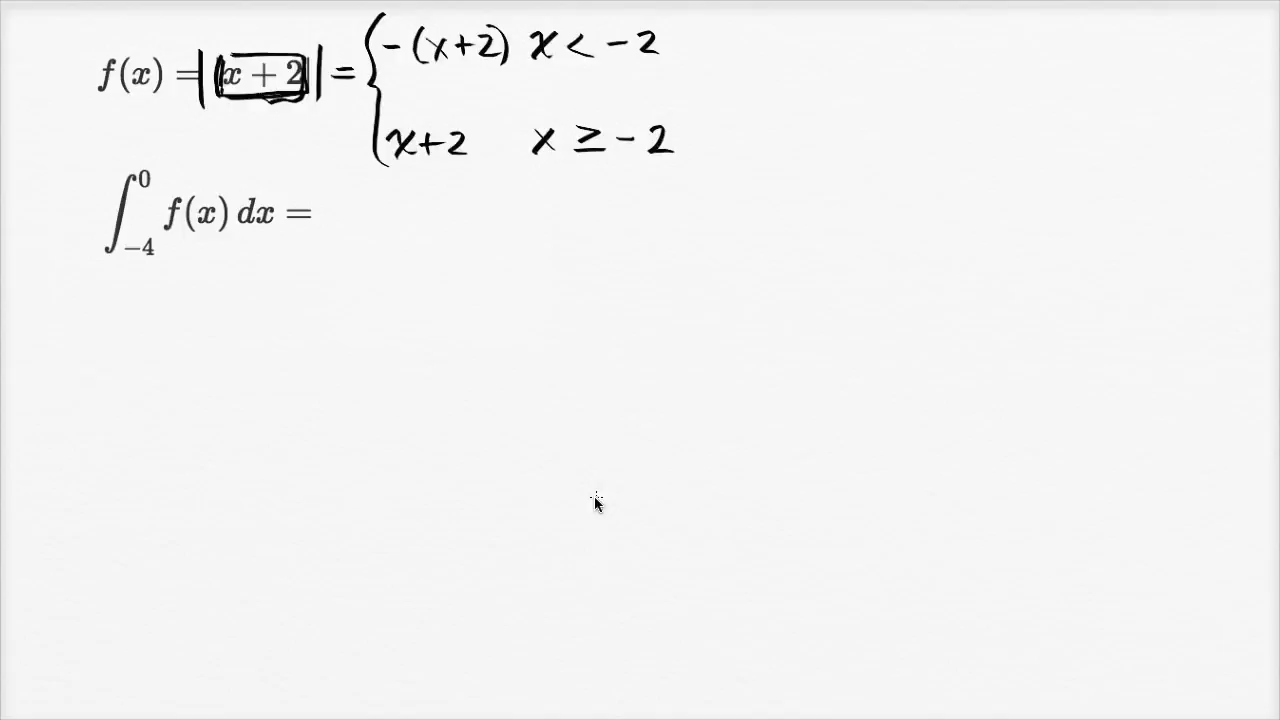 f(x) = |x + 2| = { -(x+2) x < -2
x+2 x ≥ -2
∫_{-4}^{0} f(x) dx =